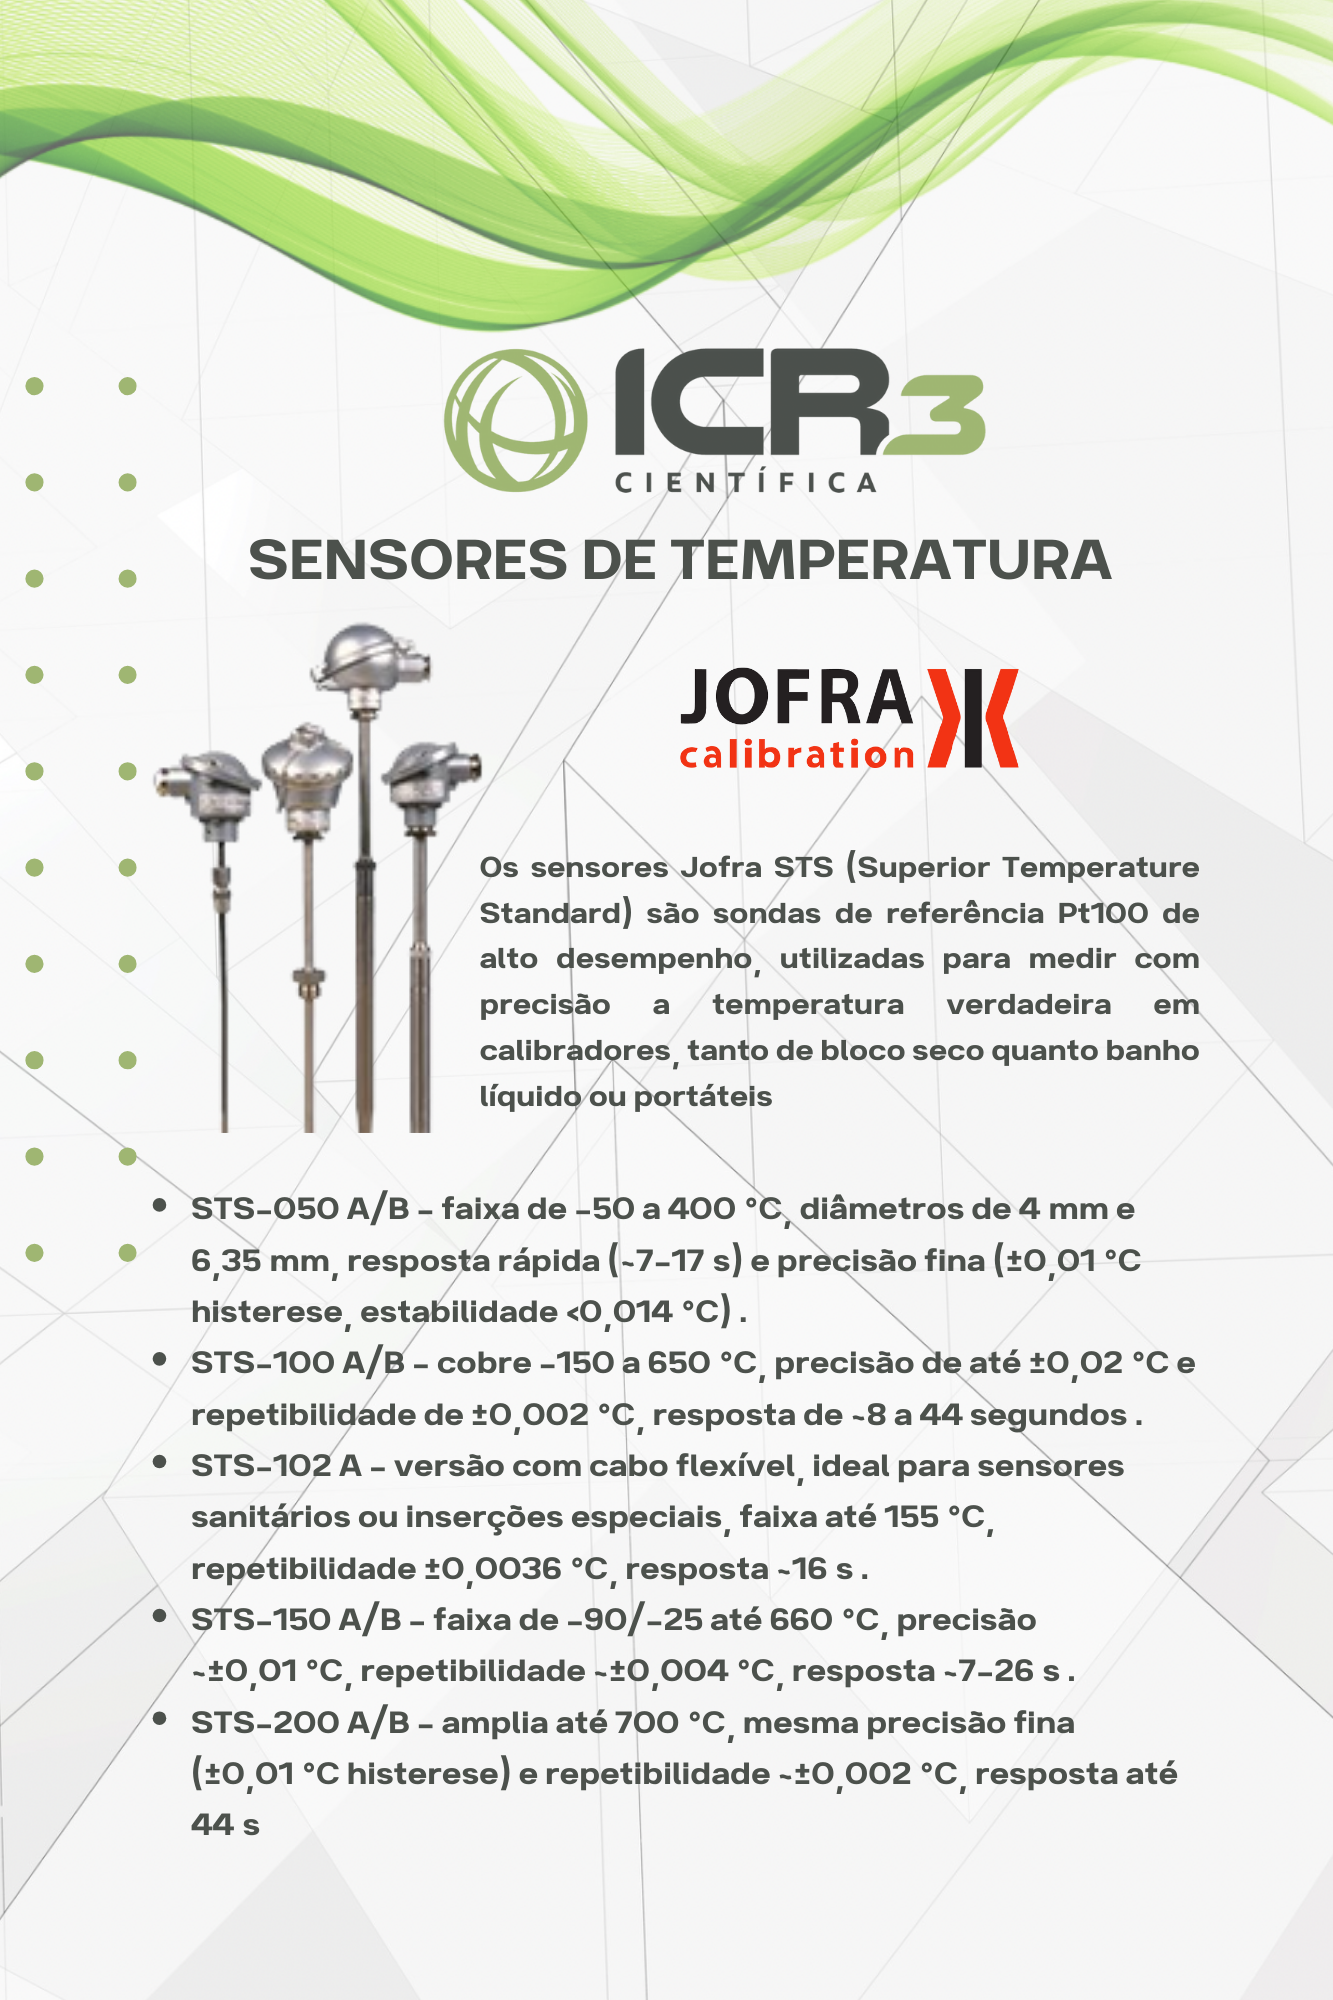 ICR3
CIENTÍFICA
SENSORES DE TEMPERATURA
JOFRA
calibration
Os sensores Jofra STS (Superior Temperature
Standard) são sondas de referência Pt100 de
alto desempenho, utilizadas para medir com
precisão a temperatura verdadeira em
calibradores, tanto de bloco seco quanto banho
líquido ou portáteis
• STS-050 A/B – faixa de -50 a 400 °C, diâmetros de 4 mm e
6,35 mm, resposta rápida (~7-17 s) e precisão fina (±0,01 °C
histerese, estabilidade <0,014 °C) .
• STS-100 A/B – cobre -150 a 650 °C, precisão de até ±0,02 °C e
repetibilidade de ±0,002 °C, resposta de ~8 a 44 segundos .
• STS-102 A – versão com cabo flexível, ideal para sensores
sanitários ou inserções especiais, faixa até 155 °C,
repetibilidade ±0,0036 °C, resposta ~16 s .
• STS-150 A/B – faixa de -90/-25 até 660 °C, precisão
~±0,01 °C, repetibilidade ~±0,004 °C, resposta ~7-26 s .
• STS-200 A/B – amplia até 700 °C, mesma precisão fina
(±0,01 °C histerese) e repetibilidade ~±0,002 °C, resposta até
44 s